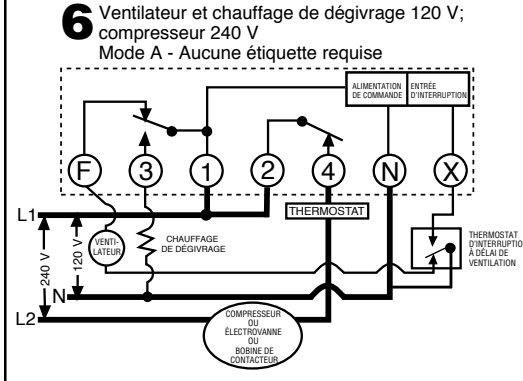 6 Ventilateur et chauffage de dégivrage 120 V;
compresseur 240 V
Mode A - Aucune étiquette requise
ALIMENTATION
DE COMMANDE
ENTRÉE
D'INTERRUPTION
F 3 1 2 4 N X
L1
THERMOSTAT
240 V
120 V
VENTI-
LATEUR
CHAUFFAGE
DE DÉGIVRAGE
THERMOSTAT
D'INTERRUPTIO
À DÉLAI DE
VENTILATION
N
L2
COMPRESSEUR
OU
ÉLECTROVANNE
OU
BOBINE DE
CONTACTEUR